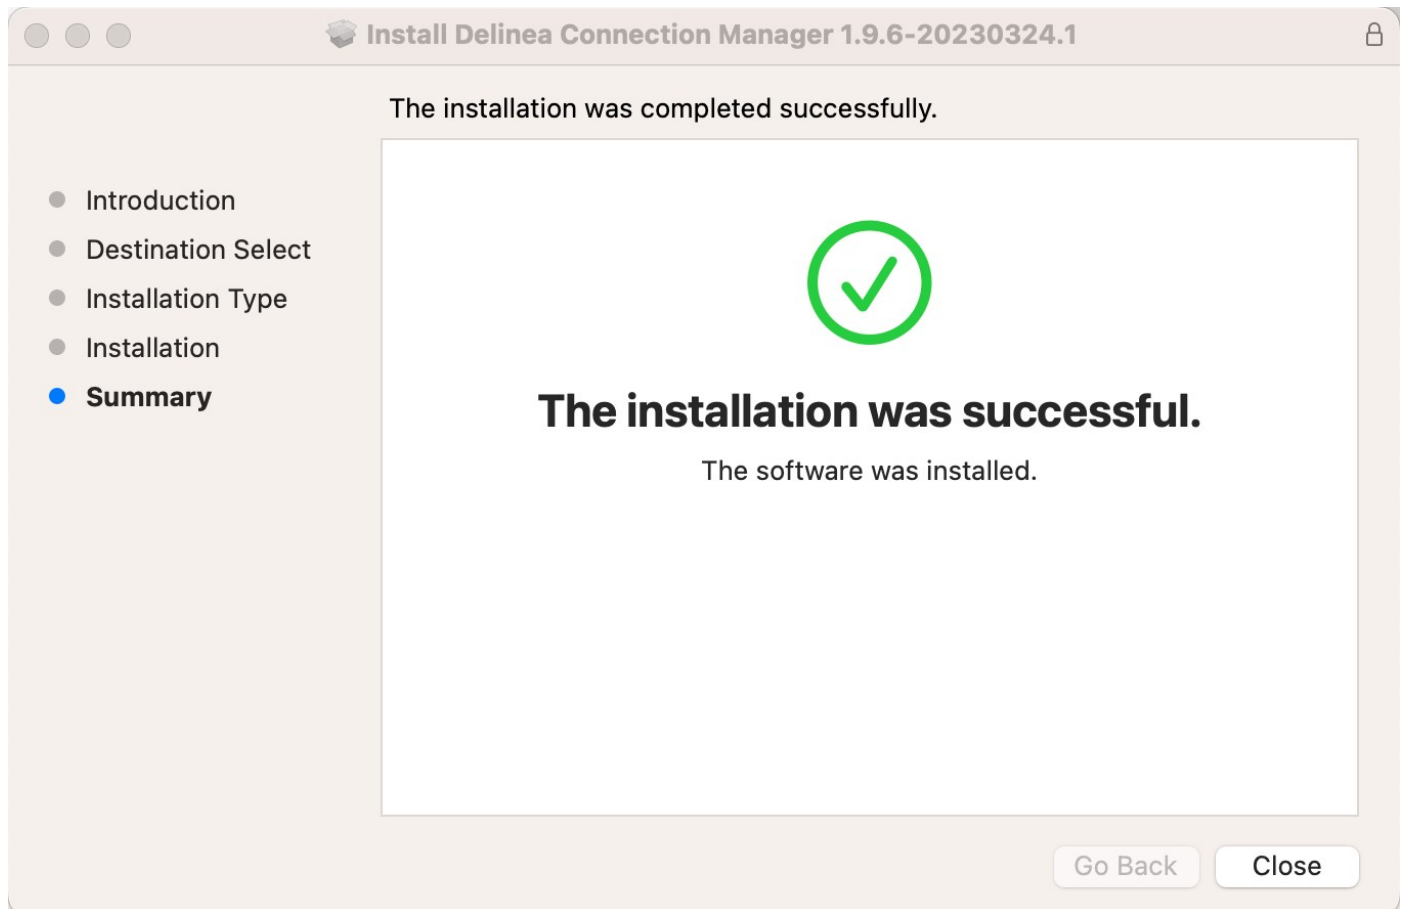 Install Delinea Connection Manager 1.9.6-20230324.1
The installation was completed successfully.
Introduction
Destination Select
Installation Type
Installation
Summary
The installation was successful.
The software was installed.
Go Back
Close